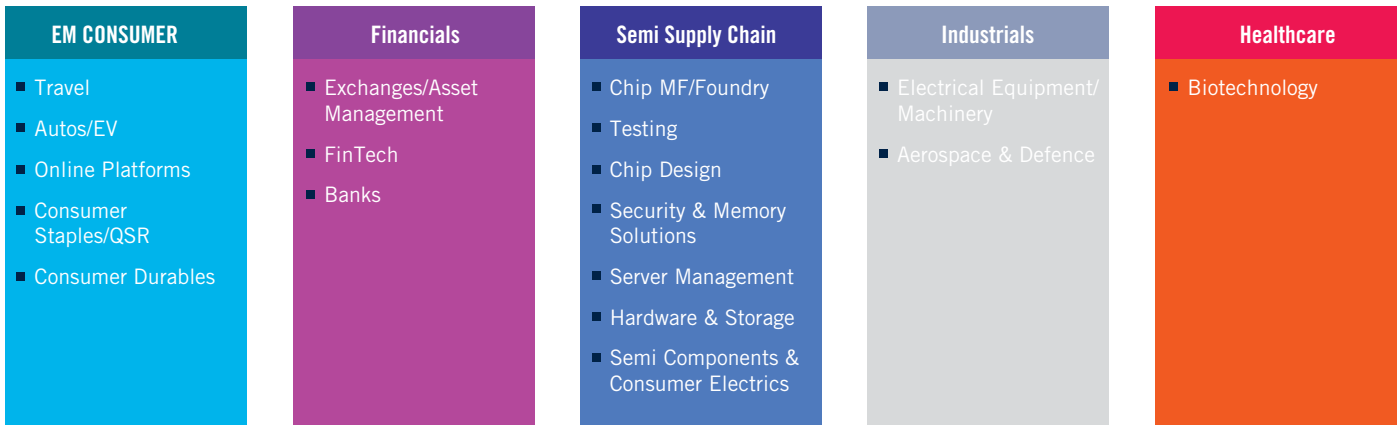 EM CONSUMER
Travel
Autos/EV
Online Platforms
Consumer
Staples/QSR
Consumer Durables
Financials
Exchanges/Asset
Management
FinTech
Banks
Semi Supply Chain
Chip MF/Foundry
Testing
Chip Design
Security & Memory
Solutions
Server Management
Hardware & Storage
Semi Components &
Consumer Electrics
Industrials
Electrical Equipment/
Machinery
Aerospace & Defence
Healthcare
Biotechnology